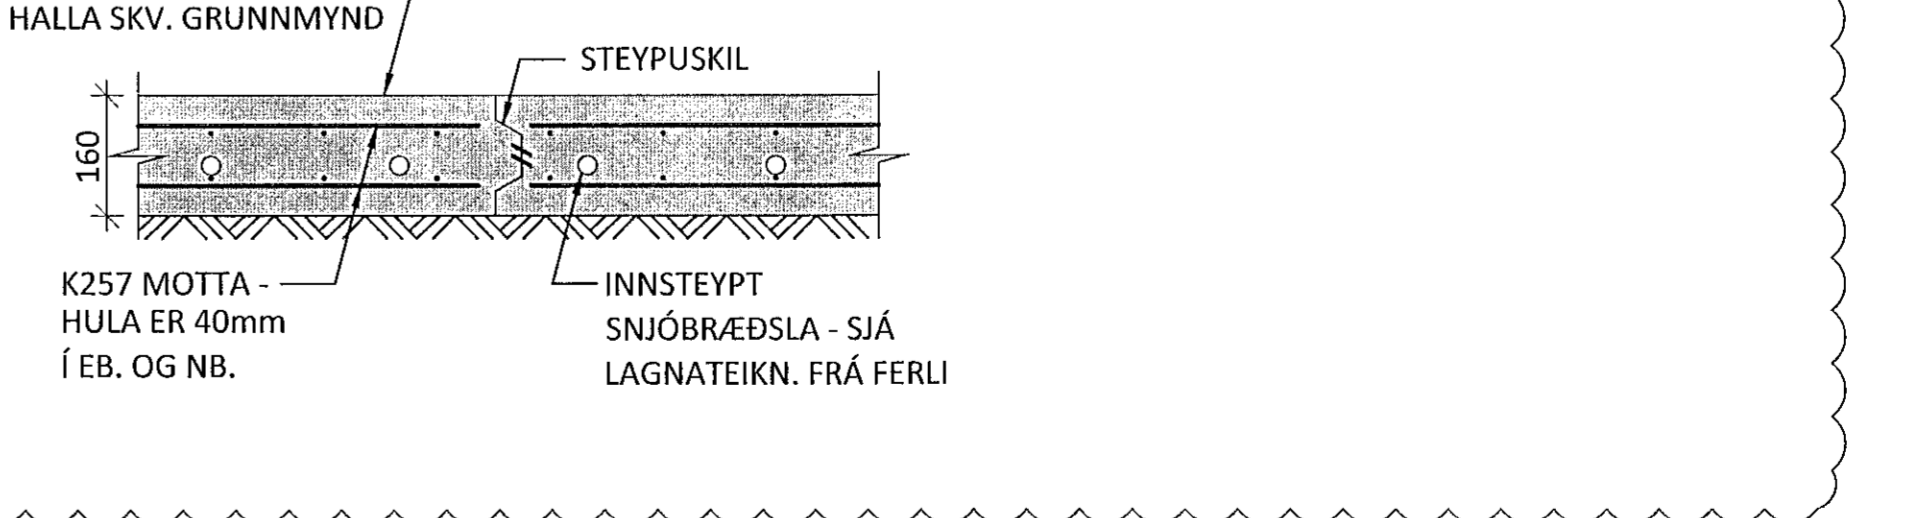 HALLA SKV. GRUNNMYND
STEYPUSKIL
160
K257 MOTTA -
HULA ER 40mm
Í EB. OG NB.
INNSTEYPT
SNJÓBRÆÐSLA - SJÁ
LAGNATEIKN. FRÁ FERLI